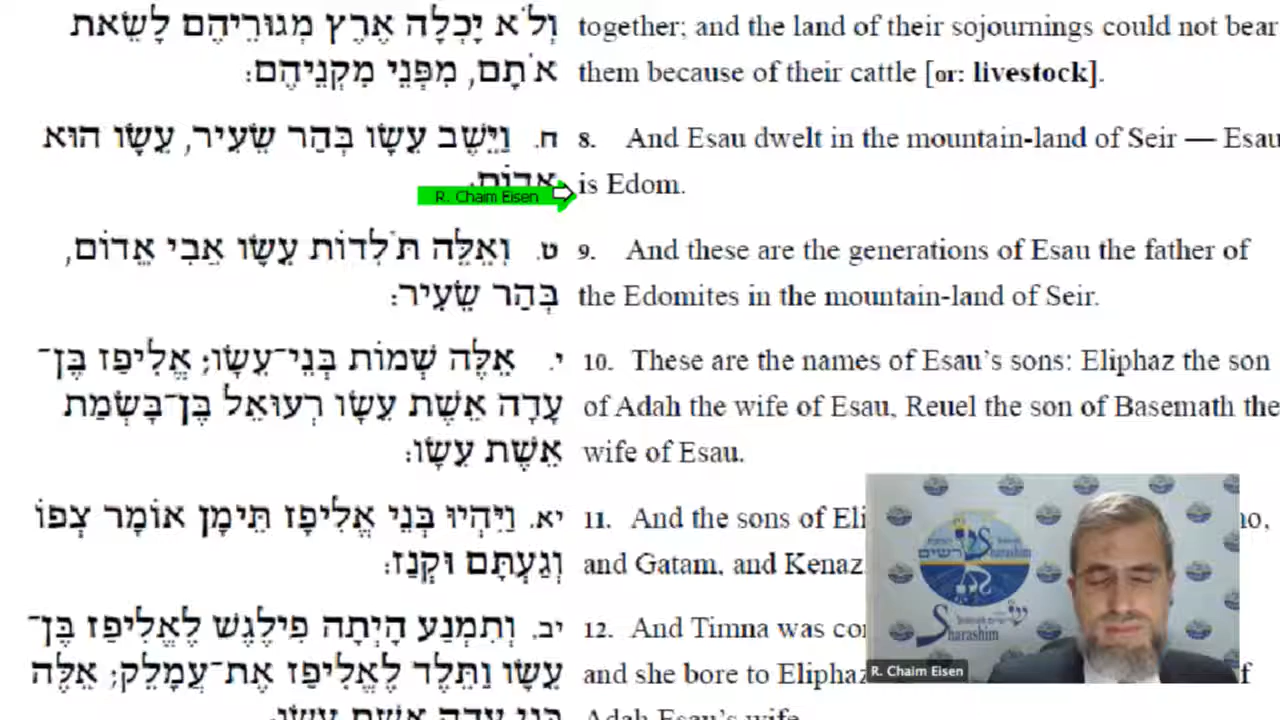 וְלֹא יָכְלָה אֶרֶץ מְגוּרֵיהֶם לָשֵׂאת
אֹתָם, מִפְּנֵי מִקְנֵיהֶם:
together; and the land of their sojournings could not bear
them because of their cattle [or: livestock].
ח. וַיֵּשֶׁב עֵשָׂו בְּהַר שֵׂעִיר, עֵשָׂו הוּא
אֱדוֹם:
8. And Esau dwelt in the mountain-land of Seir — Esau
is Edom.
R. Chaim Eisen
ט. וְאֵלֶּה תֹּלְדוֹת עֵשָׂו אֲבִי אֱדוֹם,
בְּהַר שֵׂעִיר:
9. And these are the generations of Esau the father of
the Edomites in the mountain-land of Seir.
י. אֵלֶּה שְׁמוֹת בְּנֵי־עֵשָׂו; אֱלִיפַז בֶּן־
עָדָה אֵשֶׁת עֵשָׂו רְעוּאֵל בֶּן־בָּשְׂמַת
אֵשֶׁת עֵשָׂו:
10. These are the names of Esau’s sons: Eliphaz the son
of Adah the wife of Esau, Reuel the son of Basemath the
wife of Esau.
יא. וַיִּהְיוּ בְּנֵי אֱלִיפָז תֵּימָן אוֹמָר צְפוֹ
וְגַעְתָּם וּקְנַז:
11. And the sons of Eli
and Gatam, and Kenaz
יב. וְתִמְנַע הָיְתָה פִילֶגֶשׁ לֶאֱלִיפַז בֶּן־
עֵשָׂו וַתֵּלֶד לֶאֱלִיפַז אֶת־עֲמָלֵק; אֵלֶּה
בְּנֵי עָדָה אֵשֶׁת עֵשָׂו:
12. And Timna was co
and she bore to Eliphaz
Adah Esau’s wife.
שרשים
Sharashim
Sharashim
R. Chaim Eisen